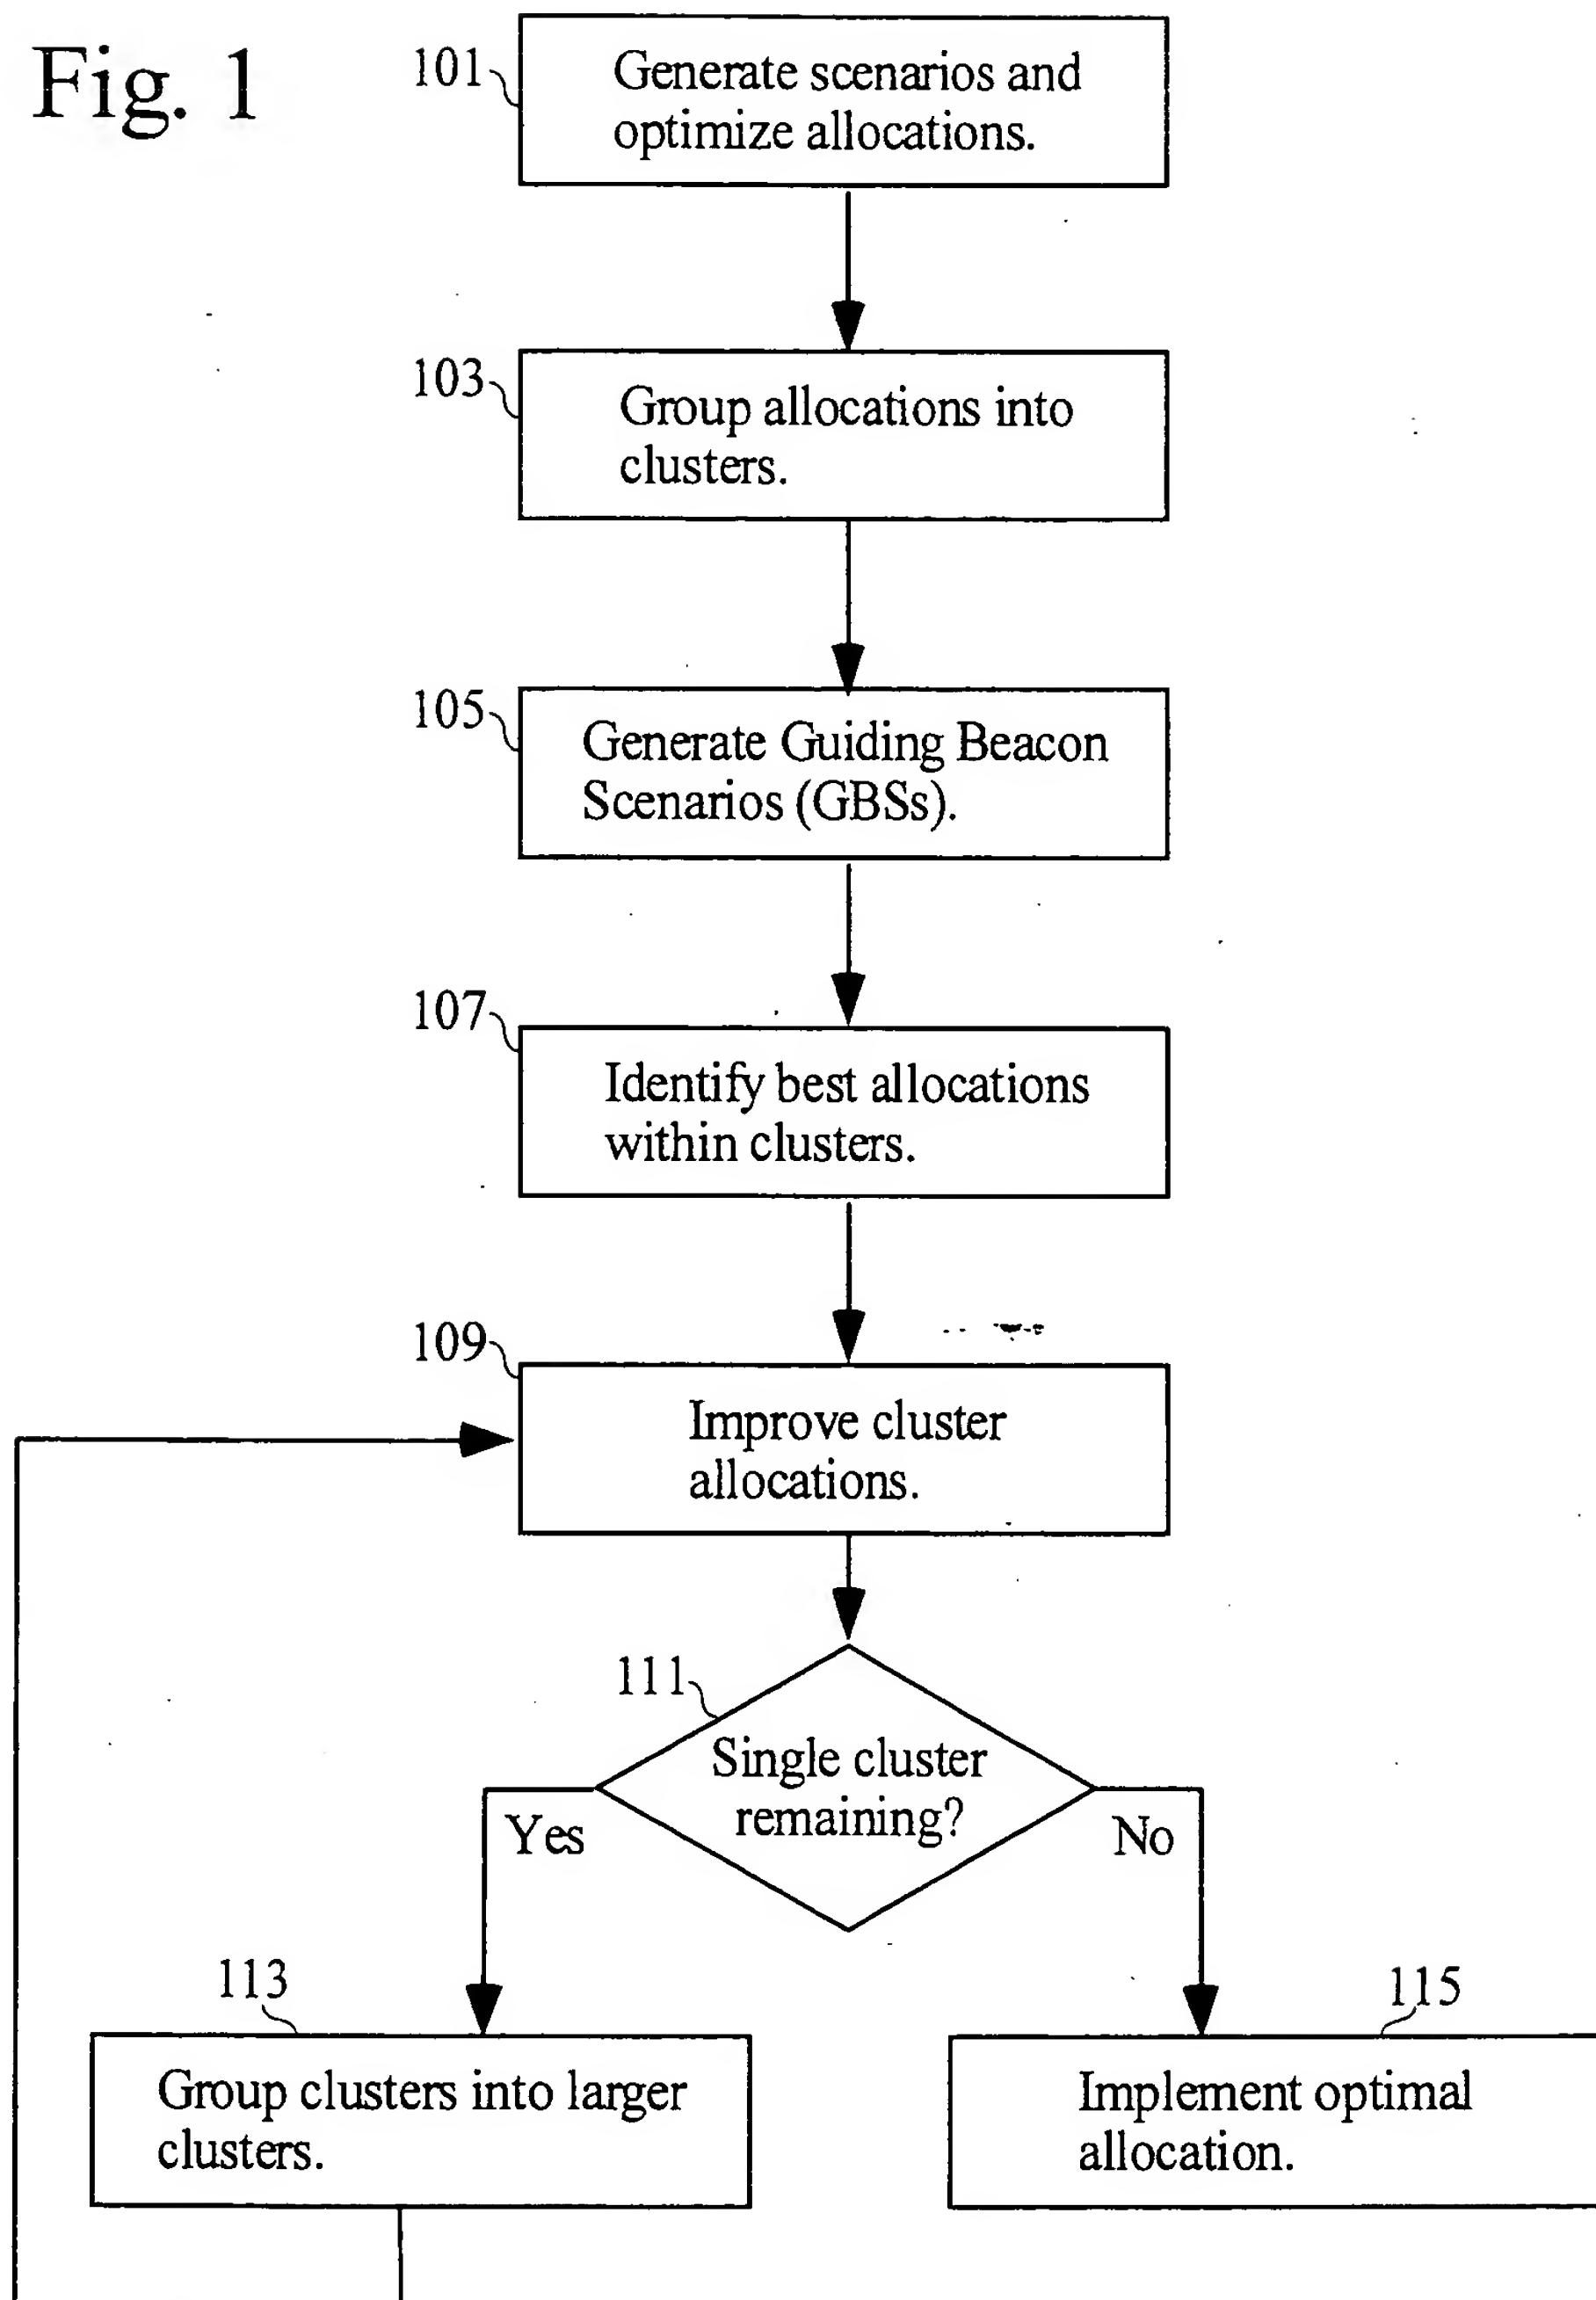 Fig. 1
101
Generate scenarios and
optimize allocations.
103
Group allocations into
clusters.
105
Generate Guiding Beacon
Scenarios (GBSs).
107
Identify best allocations
within clusters.
109
Improve cluster
allocations.
111
Single cluster
remaining?
Yes
No
113
115
Group clusters into larger
clusters.
Implement optimal
allocation.